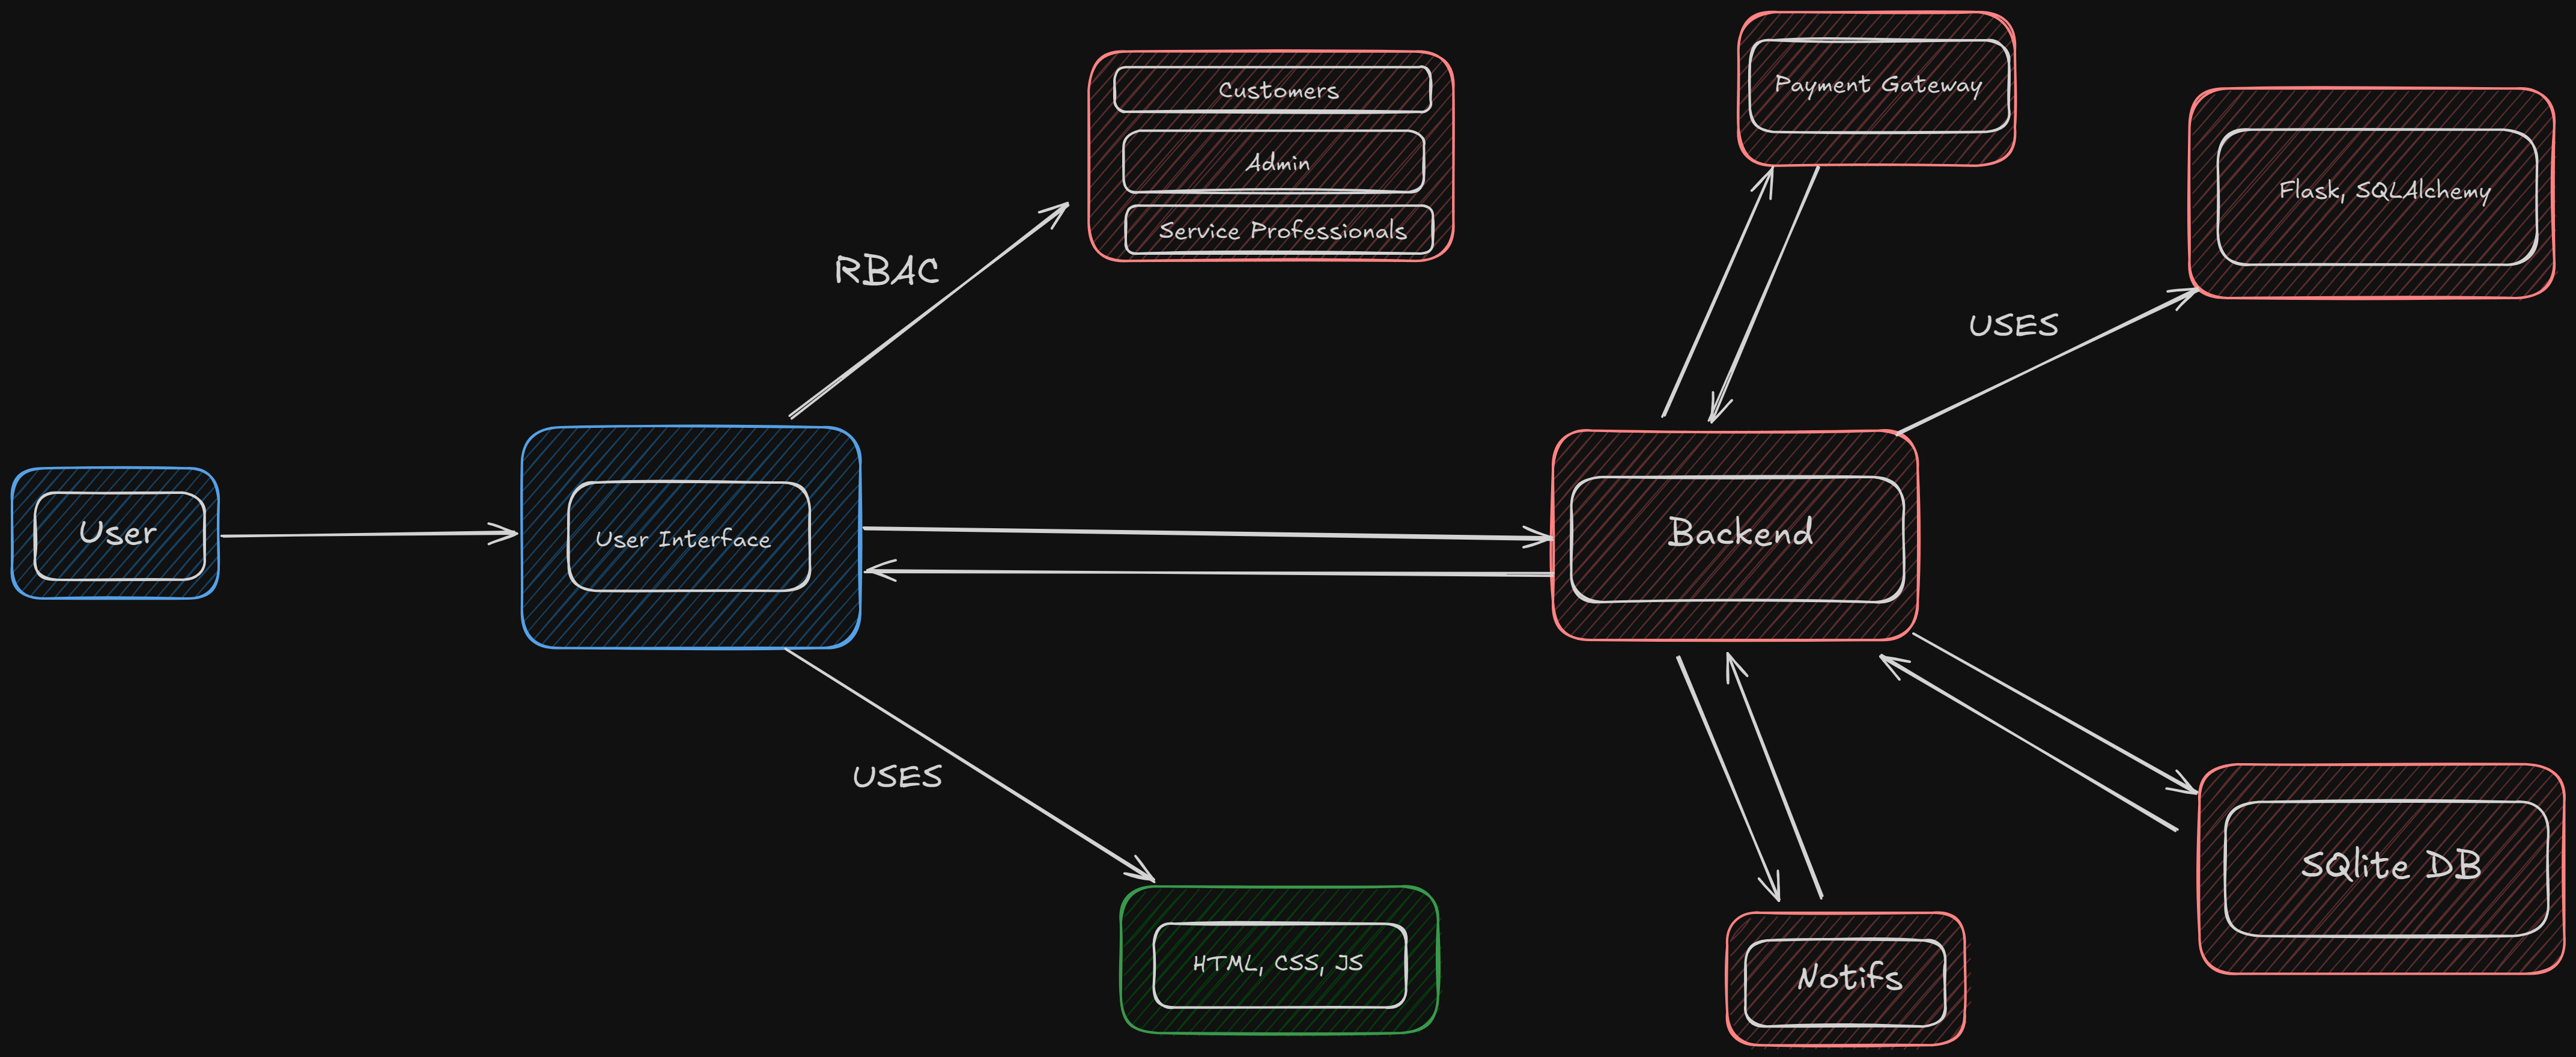 Customers
Admin
Service Professionals
Payment Gateway
Flask, SQLAlchemy
RBAC
USES
User
User Interface
Backend
USES
HTML, CSS, JS
Notifs
SQlite DB